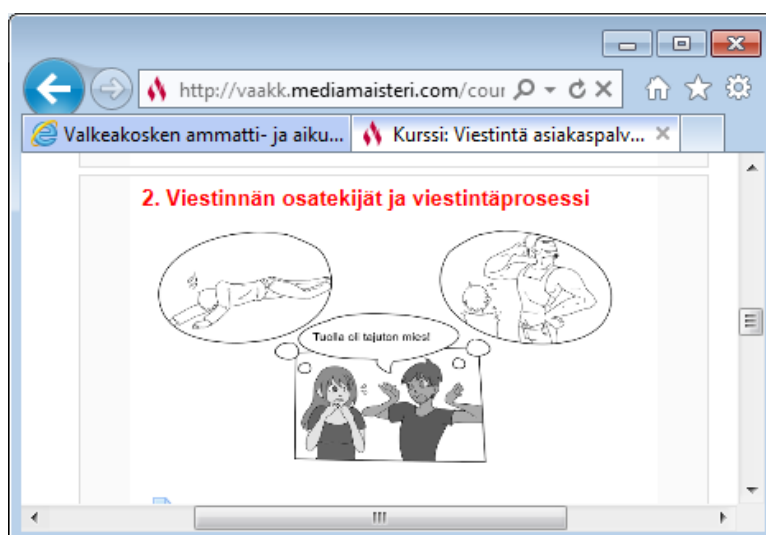 http://vaakk.mediamaisteri.com/cour
Valkeakosken ammatti- ja aiku...
Kurssi: Viestintä asiakaspalv...
2. Viestinnän osatekijät ja viestintäprosessi
Tuolla oli tajuton mies!